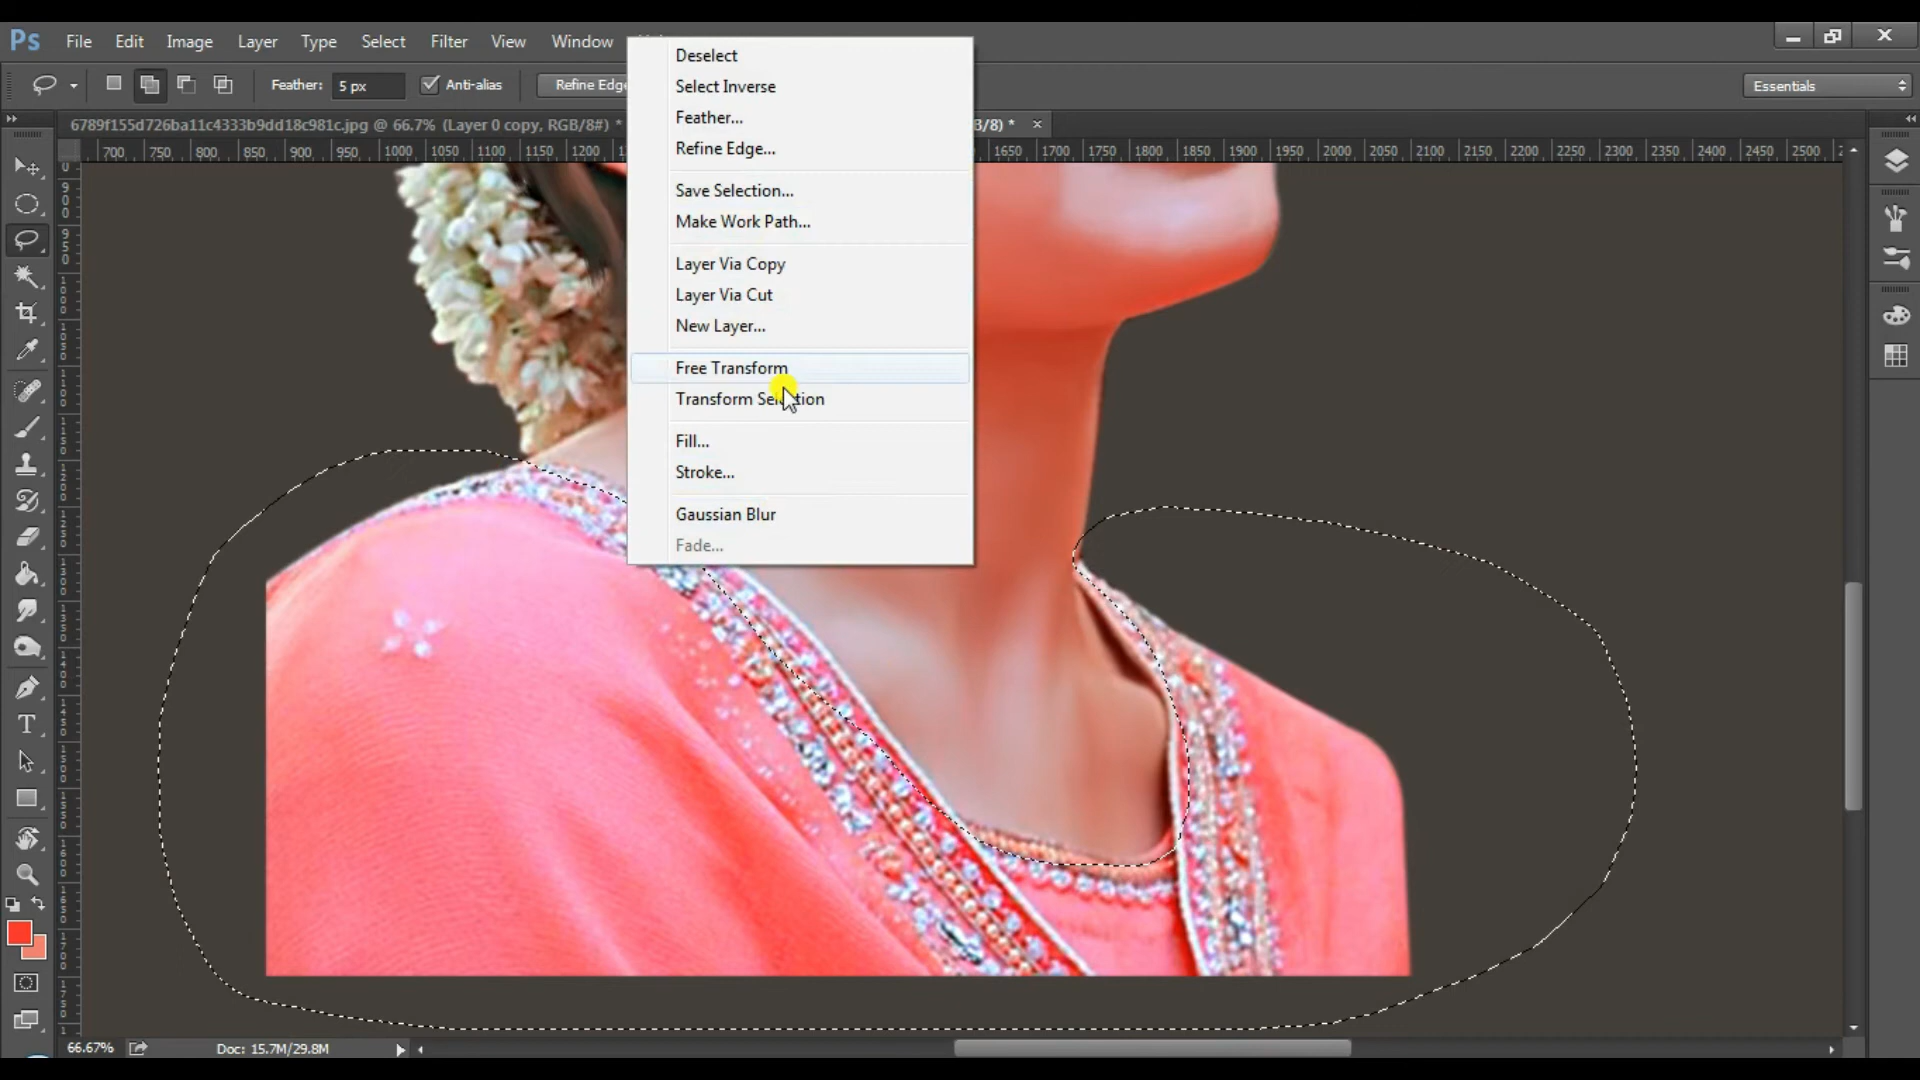 Ps File Edit Image Layer Type Select Filter View Window
Feather: 5 px Anti-alias Refine Edge Essentials
6789f155d726ba11c4333b9dd18c981c.jpg @ 66.7% (Layer 0 copy, RGB/8#) * 3/8) * ×
700 750 800 850 900 950 1000 1050 1100 1150 1200 1650 1700 1750 1800 1850 1900 1950 2000 2050 2100 2150 2200 2250 2300 2350 2400 2450 2500
Deselect
Select Inverse
Feather...
Refine Edge...
Save Selection...
Make Work Path...
Layer Via Copy
Layer Via Cut
New Layer...
Free Transform
Transform Selection
Fill...
Stroke...
Gaussian Blur
Fade...
66.67% Doc: 15.7M/29.8M